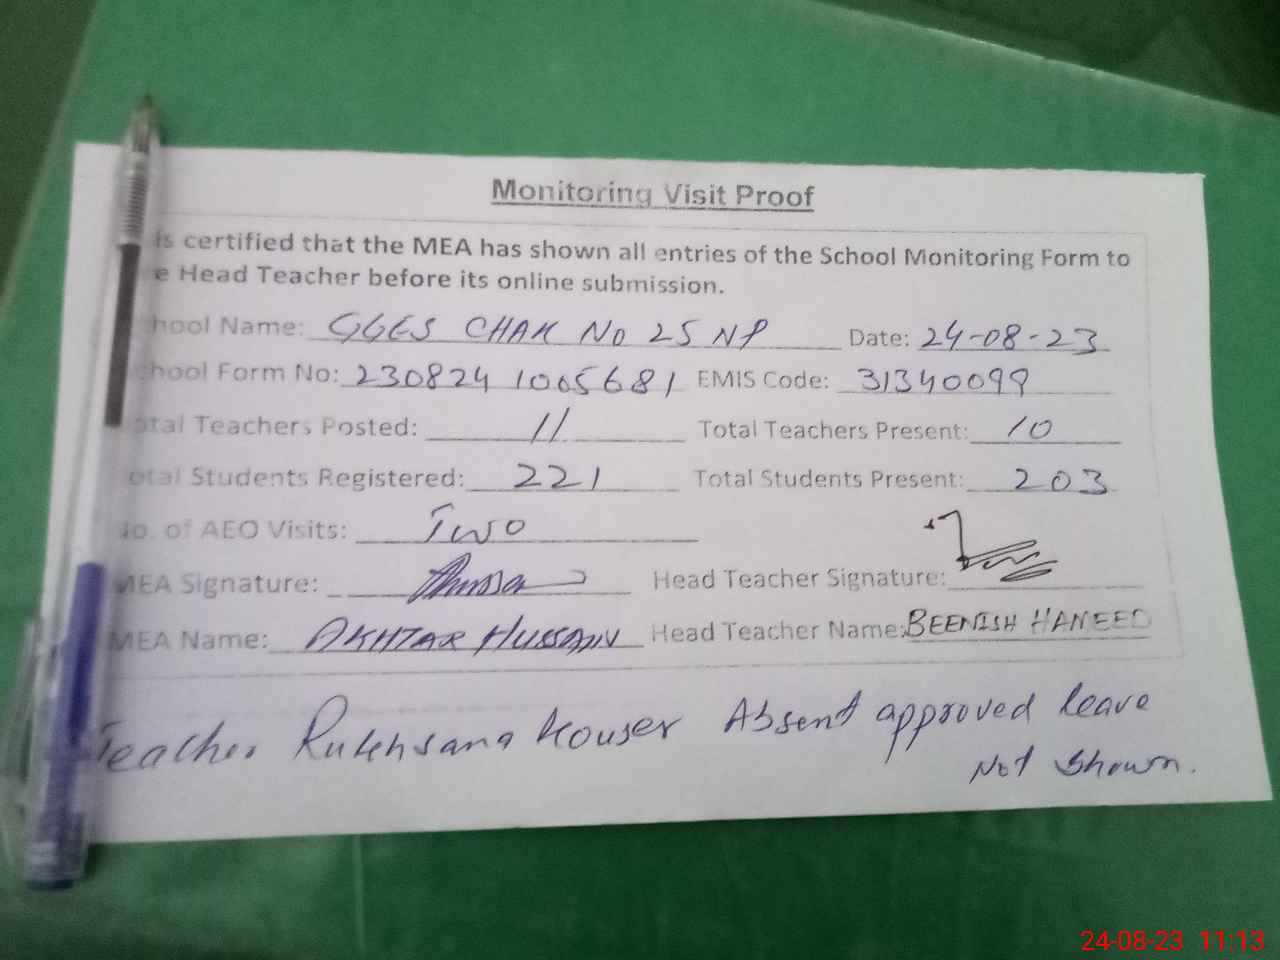 Monitoring Visit Proof
is certified that the MEA has shown all entries of the School Monitoring Form to
e Head Teacher before its online submission.
hool Name: GGES CHAK NO 25 NP Date: 24-08-23
chool Form No: 230824 1005681 EMIS Code: 31340099
otal Teachers Posted: 11 Total Teachers Present: 10
otal Students Registered: 221 Total Students Present: 203
No. of AEO Visits: Two
MEA Signature: Head Teacher Signature:
MEA Name: AKHTAR HUSSAIN Head Teacher Name: BEENISH HANEED
Teacher Rukhsana Kouser Absent approved leave
Not shown.
24-08-23 11:13